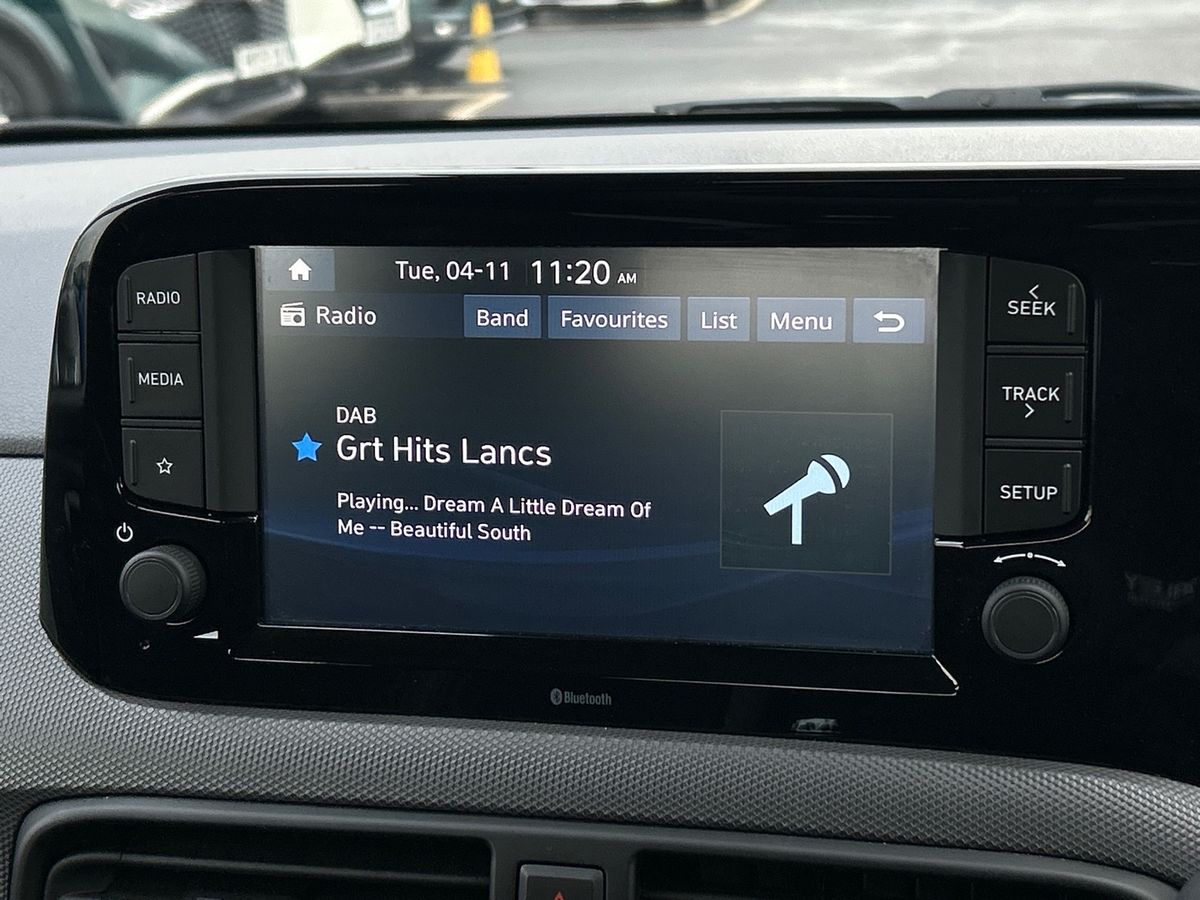 Tue, 04-11 11:20 AM
Radio Band Favourites List Menu
RADIO
MEDIA
DAB
Grt Hits Lancs
Playing... Dream A Little Dream Of
Me -- Beautiful South
SEEK
TRACK
SETUP
Bluetooth